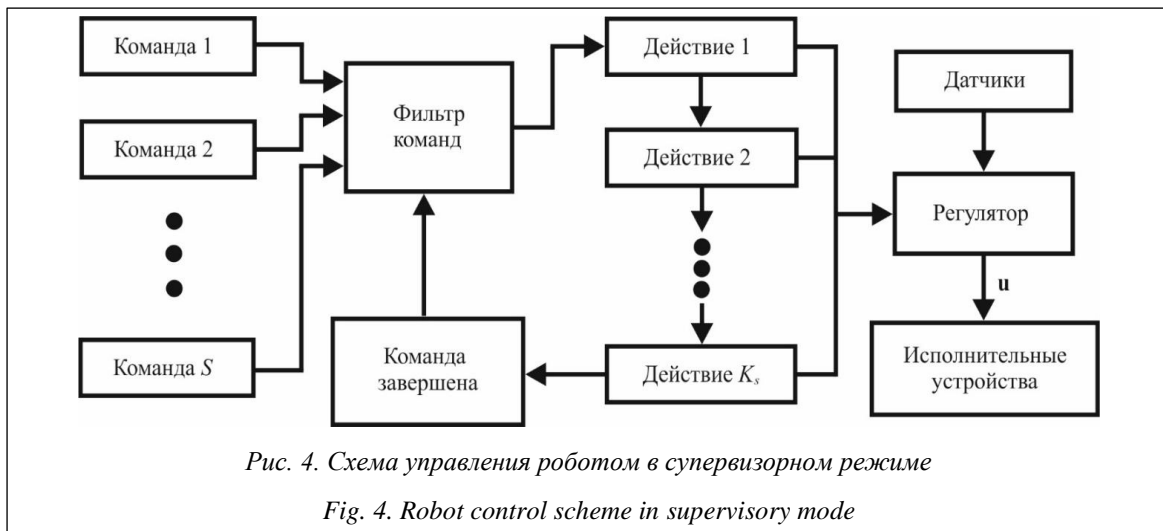 Команда 1
Команда 2
Команда S
Фильтр
команд
Команда
завершена
Действие 1
Действие 2
Действие Kₛ
Датчики
Регулятор
u
Исполнительные
устройства
Рис. 4. Схема управления роботом в супервизорном режиме
Fig. 4. Robot control scheme in supervisory mode